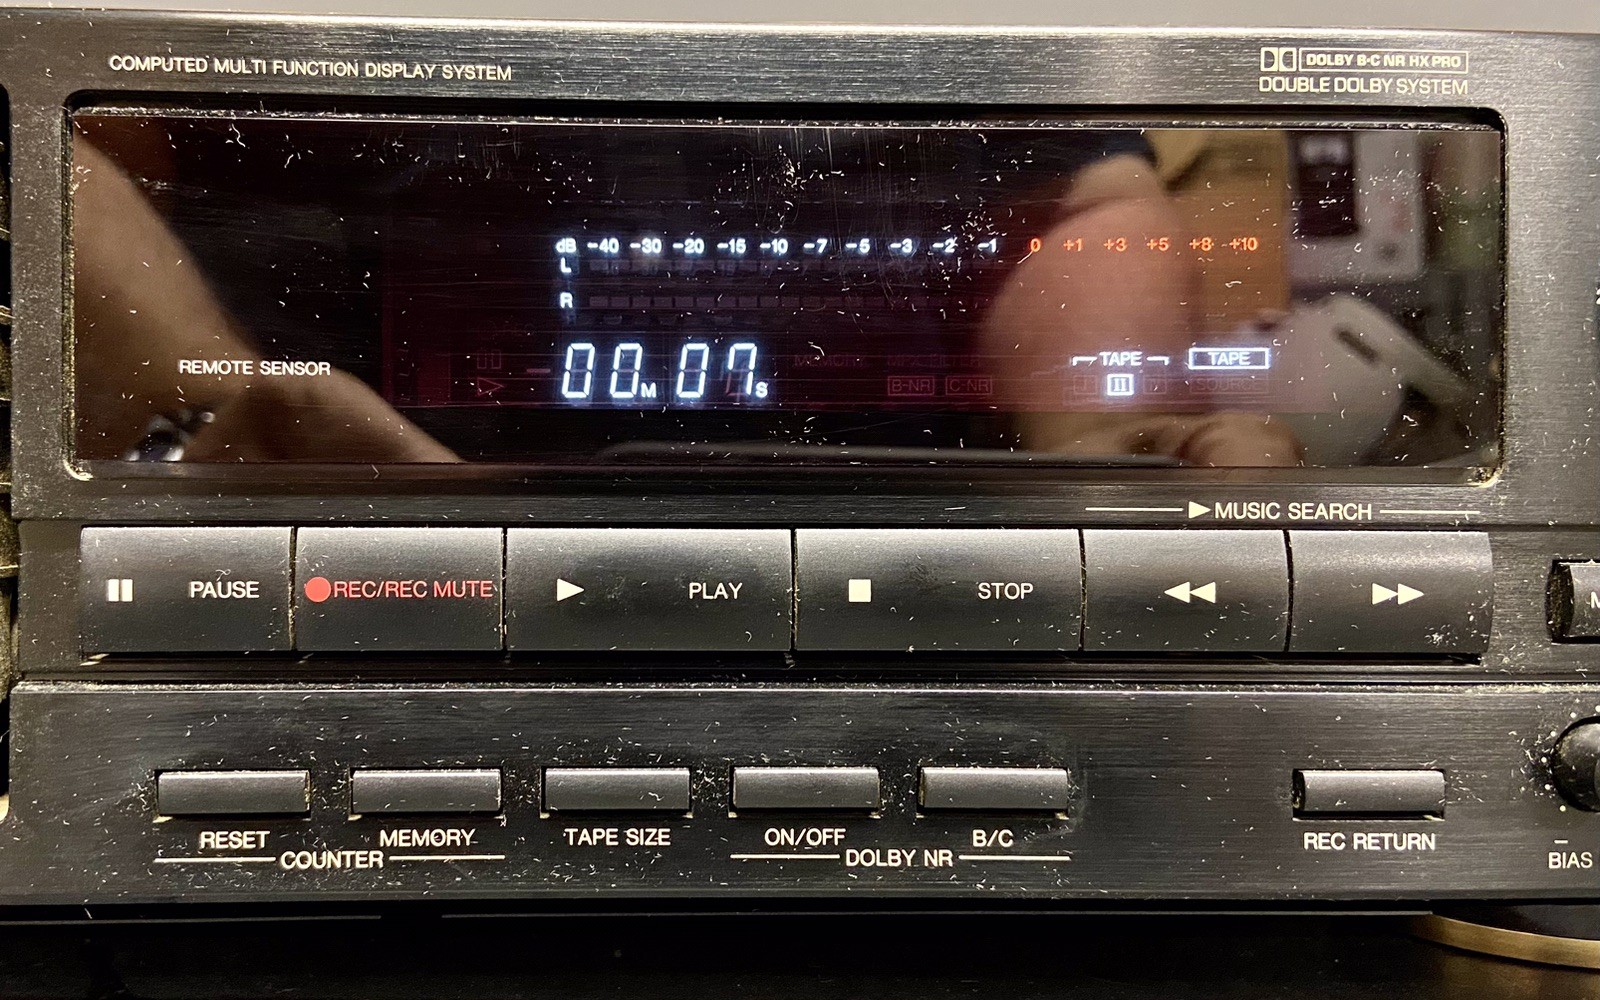 COMPUTED MULTI FUNCTION DISPLAY SYSTEM
DOLBY B·C NR HX PRO
DOUBLE DOLBY SYSTEM
dB -40 -30 -20 -15 -10 -7 -5 -3 -2 -1 0 +1 +3 +5 +8 +10
L
R
REMOTE SENSOR
00M 07S
MEMORY
TAPE
TAPE
B-NR C-NR
II
SOURCE
MUSIC SEARCH
PAUSE
REC/REC MUTE
PLAY
STOP
RESET
MEMORY
COUNTER
TAPE SIZE
ON/OFF
B/C
DOLBY NR
REC RETURN
BIAS